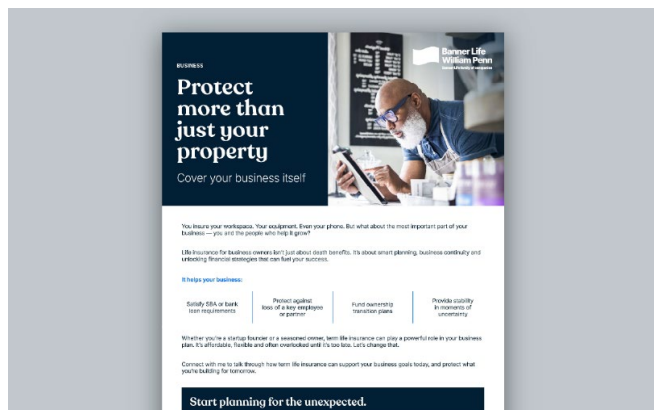 BUSINESS
Protect
more than
just your
property
Cover your business itself
Banner Life
William Penn
You insure your workspace. Your equipment. Even your phone. But what about the most important part of your
business — you and the people who help it grow?
Life insurance for business owners isn't just about death benefits. It's about smart planning, business continuity and
unlocking financial strategies that can fuel your success.
It helps your business:
Satisfy SBA or bank
loan requirements
Protect against
loss of a key employee
or partner
Fund ownership
transition plans
Provide stability
in moments of
uncertainty
Whether you're a startup founder or a seasoned owner, term life insurance can play a powerful role in your business
plan. It's affordable, flexible and often overlooked until it's too late. Let's change that.
Connect with me to talk through how term life insurance can support your business goals today, and protect what
you're building for tomorrow.
Start planning for the unexpected.